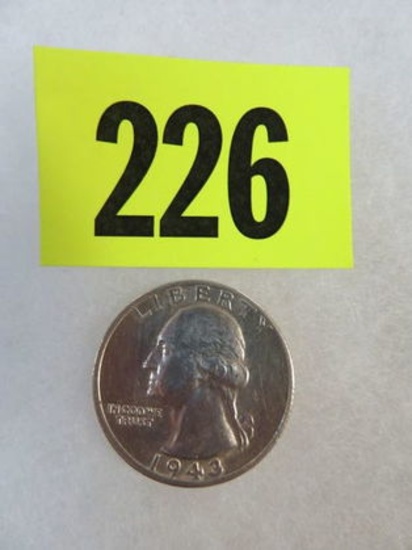 226
LIBERTY
IN GOD WE
TRUST
1943